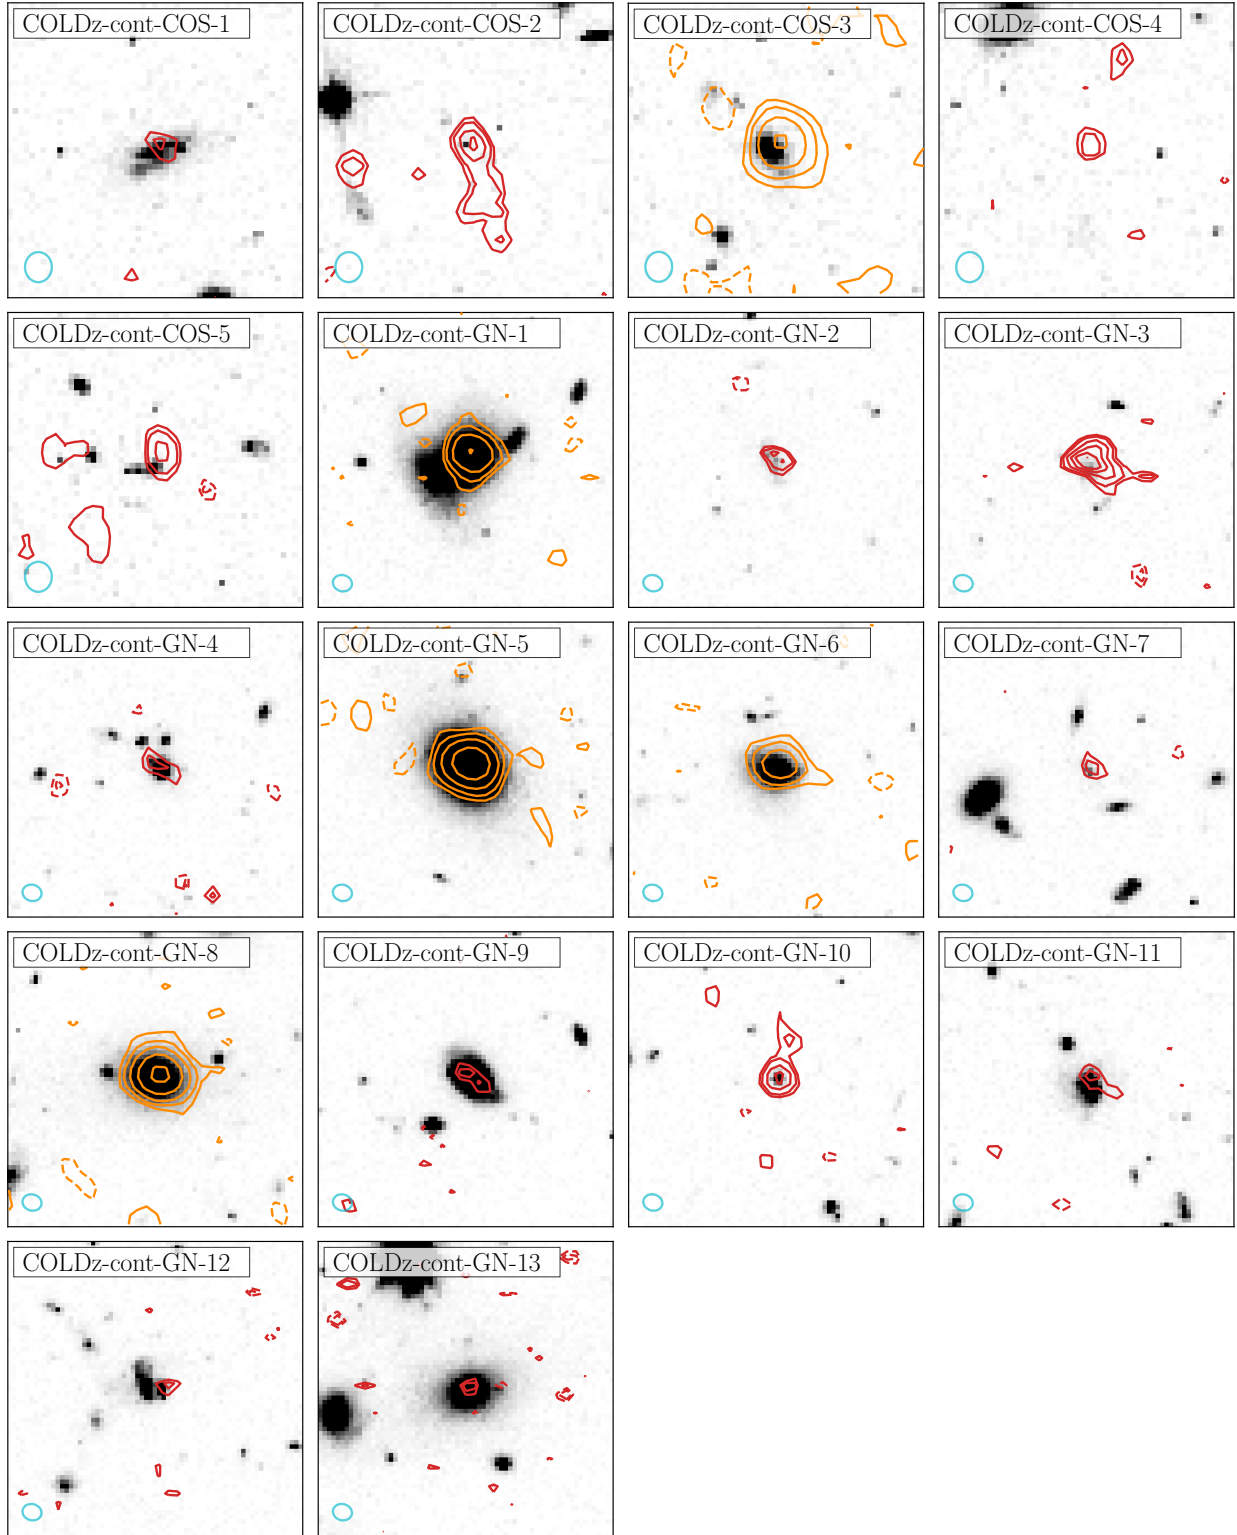 COLDz-cont-COS-1
COLDz-cont-COS-2
COLDz-cont-COS-3
COLDz-cont-COS-4
COLDz-cont-COS-5
COLDz-cont-GN-1
COLDz-cont-GN-2
COLDz-cont-GN-3
COLDz-cont-GN-4
COLDz-cont-GN-5
COLDz-cont-GN-6
COLDz-cont-GN-7
COLDz-cont-GN-8
COLDz-cont-GN-9
COLDz-cont-GN-10
COLDz-cont-GN-11
COLDz-cont-GN-12
COLDz-cont-GN-13